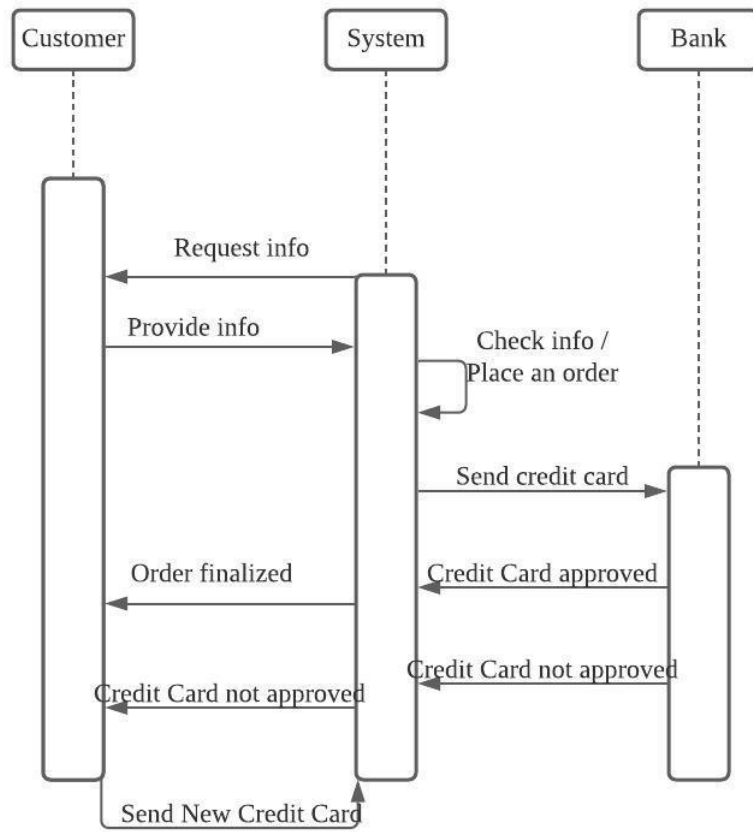 Customer
System
Bank
Request info
Provide info
Check info /
Place an order
Send credit card
Order finalized
Credit Card approved
Credit Card not approved
Credit Card not approved
Send New Credit Card